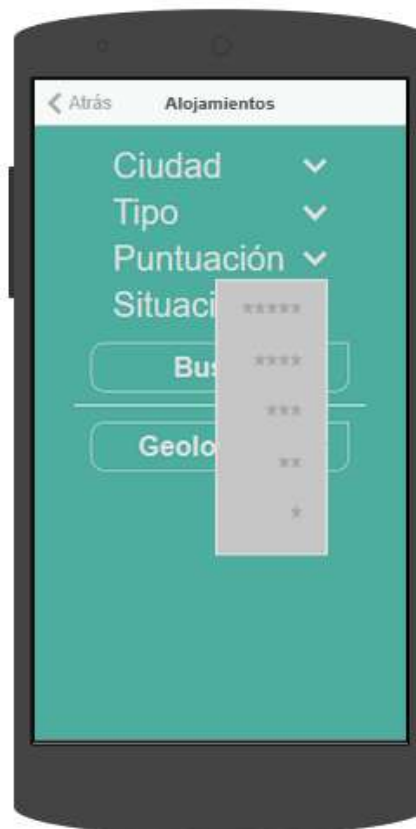 Atrás Alojamientos
Ciudad
Tipo
Puntuación
Situaci
*****
Bus
****
***
Geolo
**
*